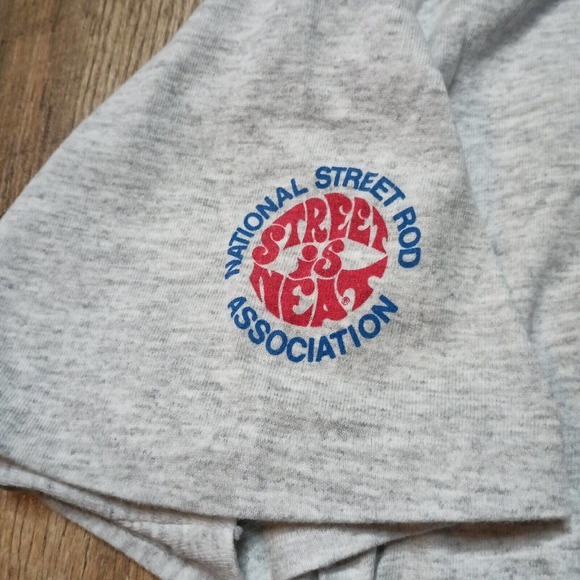 NATIONAL STREET ROD
STREET
iS
NEAT
®
ASSOCIATION